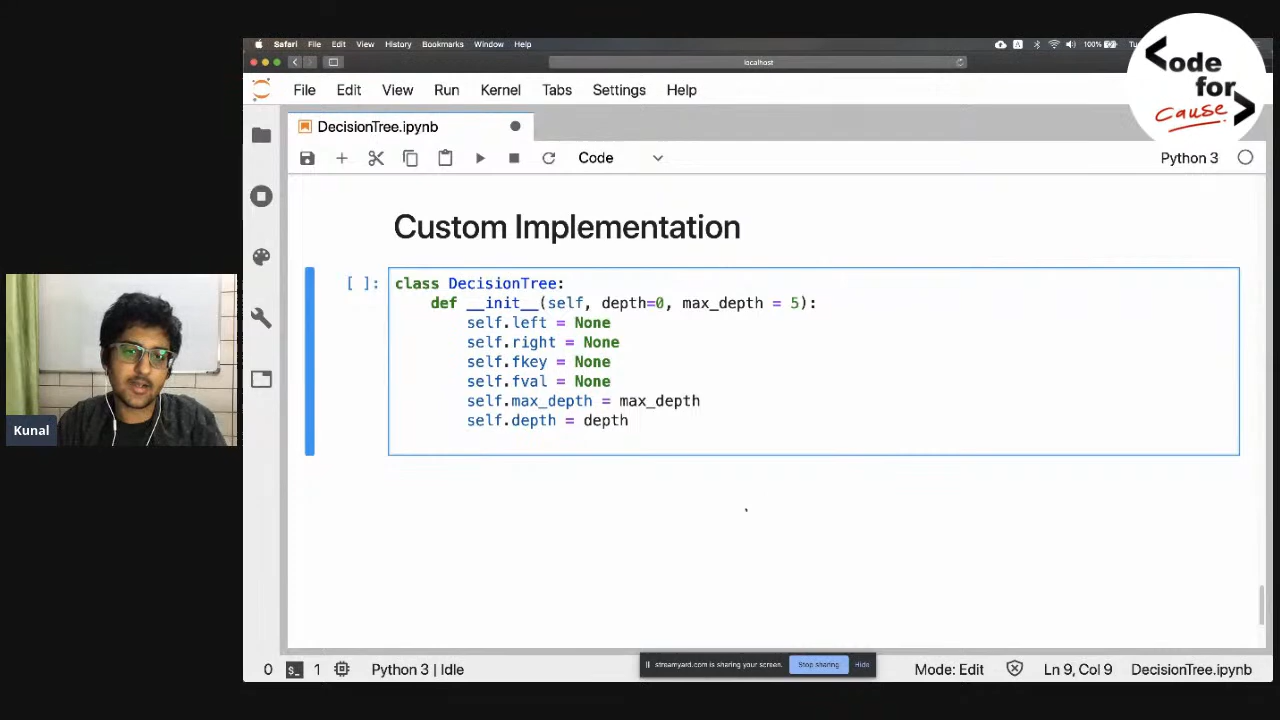 Safari File Edit View History Bookmarks Window Help
A 100%
localhost
<ode
for
cause >
File Edit View Run Kernel Tabs Settings Help
DecisionTree.ipynb
Code
Python 3
Custom Implementation
[ ]:
class DecisionTree:
def __init__(self, depth=0, max_depth = 5):
self.left = None
self.right = None
self.fkey = None
self.fval = None
self.max_depth = max_depth
self.depth = depth
Kunal
streamyard.com is sharing your screen. Stop sharing Hide
0 $_ 1 Python 3 | Idle Mode: Edit Ln 9, Col 9 DecisionTree.ipynb